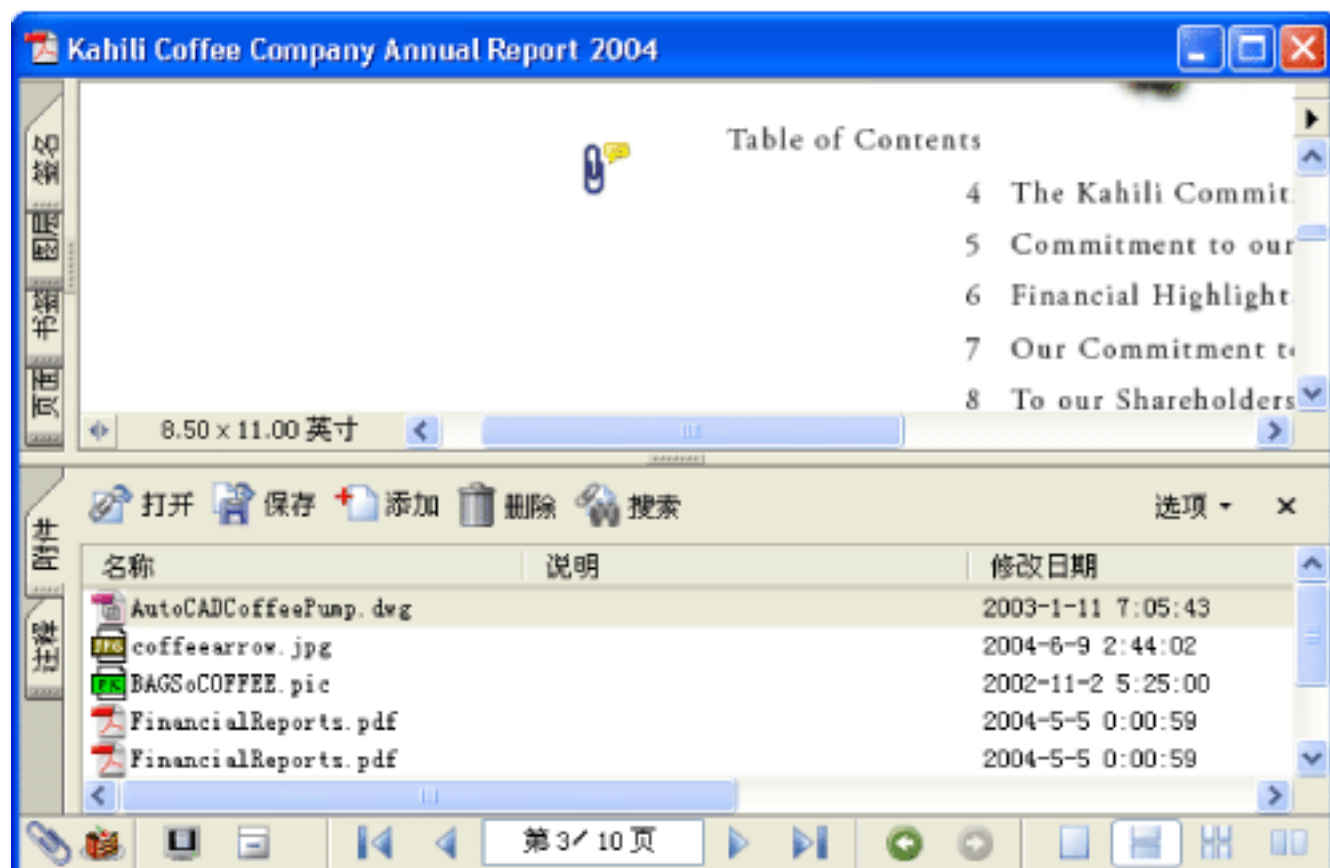 Kahili Coffee Company Annual Report 2004
签名
图层
书签
页面
Table of Contents
4 The Kahili Commit
5 Commitment to our
6 Financial Highlight
7 Our Commitment to
8 To our Shareholders
8.50 x 11.00 英寸
附件
注释
打开 保存 添加 删除 搜索 选项
名称 说明 修改日期
AutoCADCoffeePump.dwg 2003-1-11 7:05:43
coffeearrow.jpg 2004-6-9 2:44:02
BAGSoCOFFEE.pic 2002-11-2 5:25:00
FinancialReports.pdf 2004-5-5 0:00:59
FinancialReports.pdf 2004-5-5 0:00:59
第 3/ 10 页